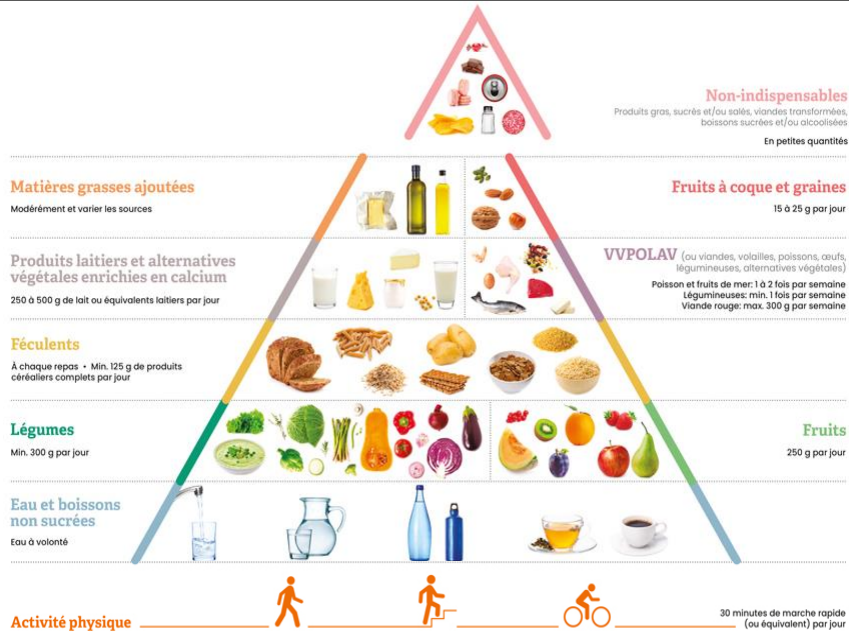 Non-indispensables
Produits gras, sucrés et/ou salés, viandes transformées,
boissons sucrées et/ou alcoolisées
En petites quantités
Matières grasses ajoutées
Modérément et varier les sources
Fruits à coque et graines
15 à 25 g par jour
Produits laitiers et alternatives
végétales enrichies en calcium
250 à 500 g de lait ou équivalents laitiers par jour
VVPOLAV (ou viandes, volailles, poissons, œufs,
légumineuses, alternatives végétales)
Poisson et fruits de mer: 1 à 2 fois par semaine
Légumineuses: min. 1 fois par semaine
Viande rouge: max. 300 g par semaine
Féculents
À chaque repas • Min. 125 g de produits
céréaliers complets par jour
Légumes
Min. 300 g par jour
Fruits
250 g par jour
Eau et boissons
non sucrées
Eau à volonté
Activité physique
30 minutes de marche rapide
(ou équivalent) par jour